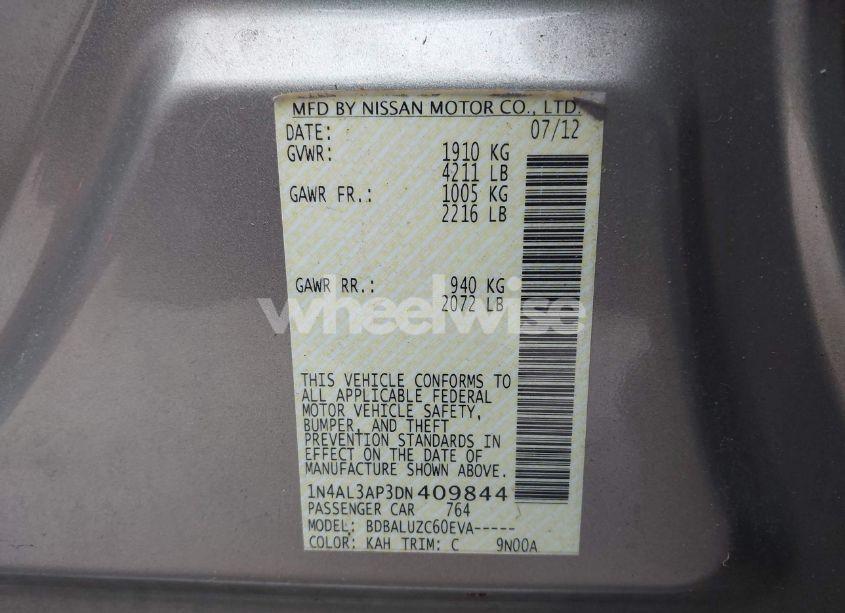 MFD BY NISSAN MOTOR CO., LTD.
DATE: 07/12
GVWR: 1910 KG
4211 LB
GAWR FR.: 1005 KG
2216 LB
GAWR RR.: 940 KG
2072 LB
wheelwise
THIS VEHICLE CONFORMS TO
ALL APPLICABLE FEDERAL
MOTOR VEHICLE SAFETY,
BUMPER, AND THEFT
PREVENTION STANDARDS IN
EFFECT ON THE DATE OF
MANUFACTURE SHOWN ABOVE.
1N4AL3AP3DN409844
PASSENGER CAR 764
MODEL: BDBALUZC60EVA-----
COLOR: KAH TRIM: C 9N00A